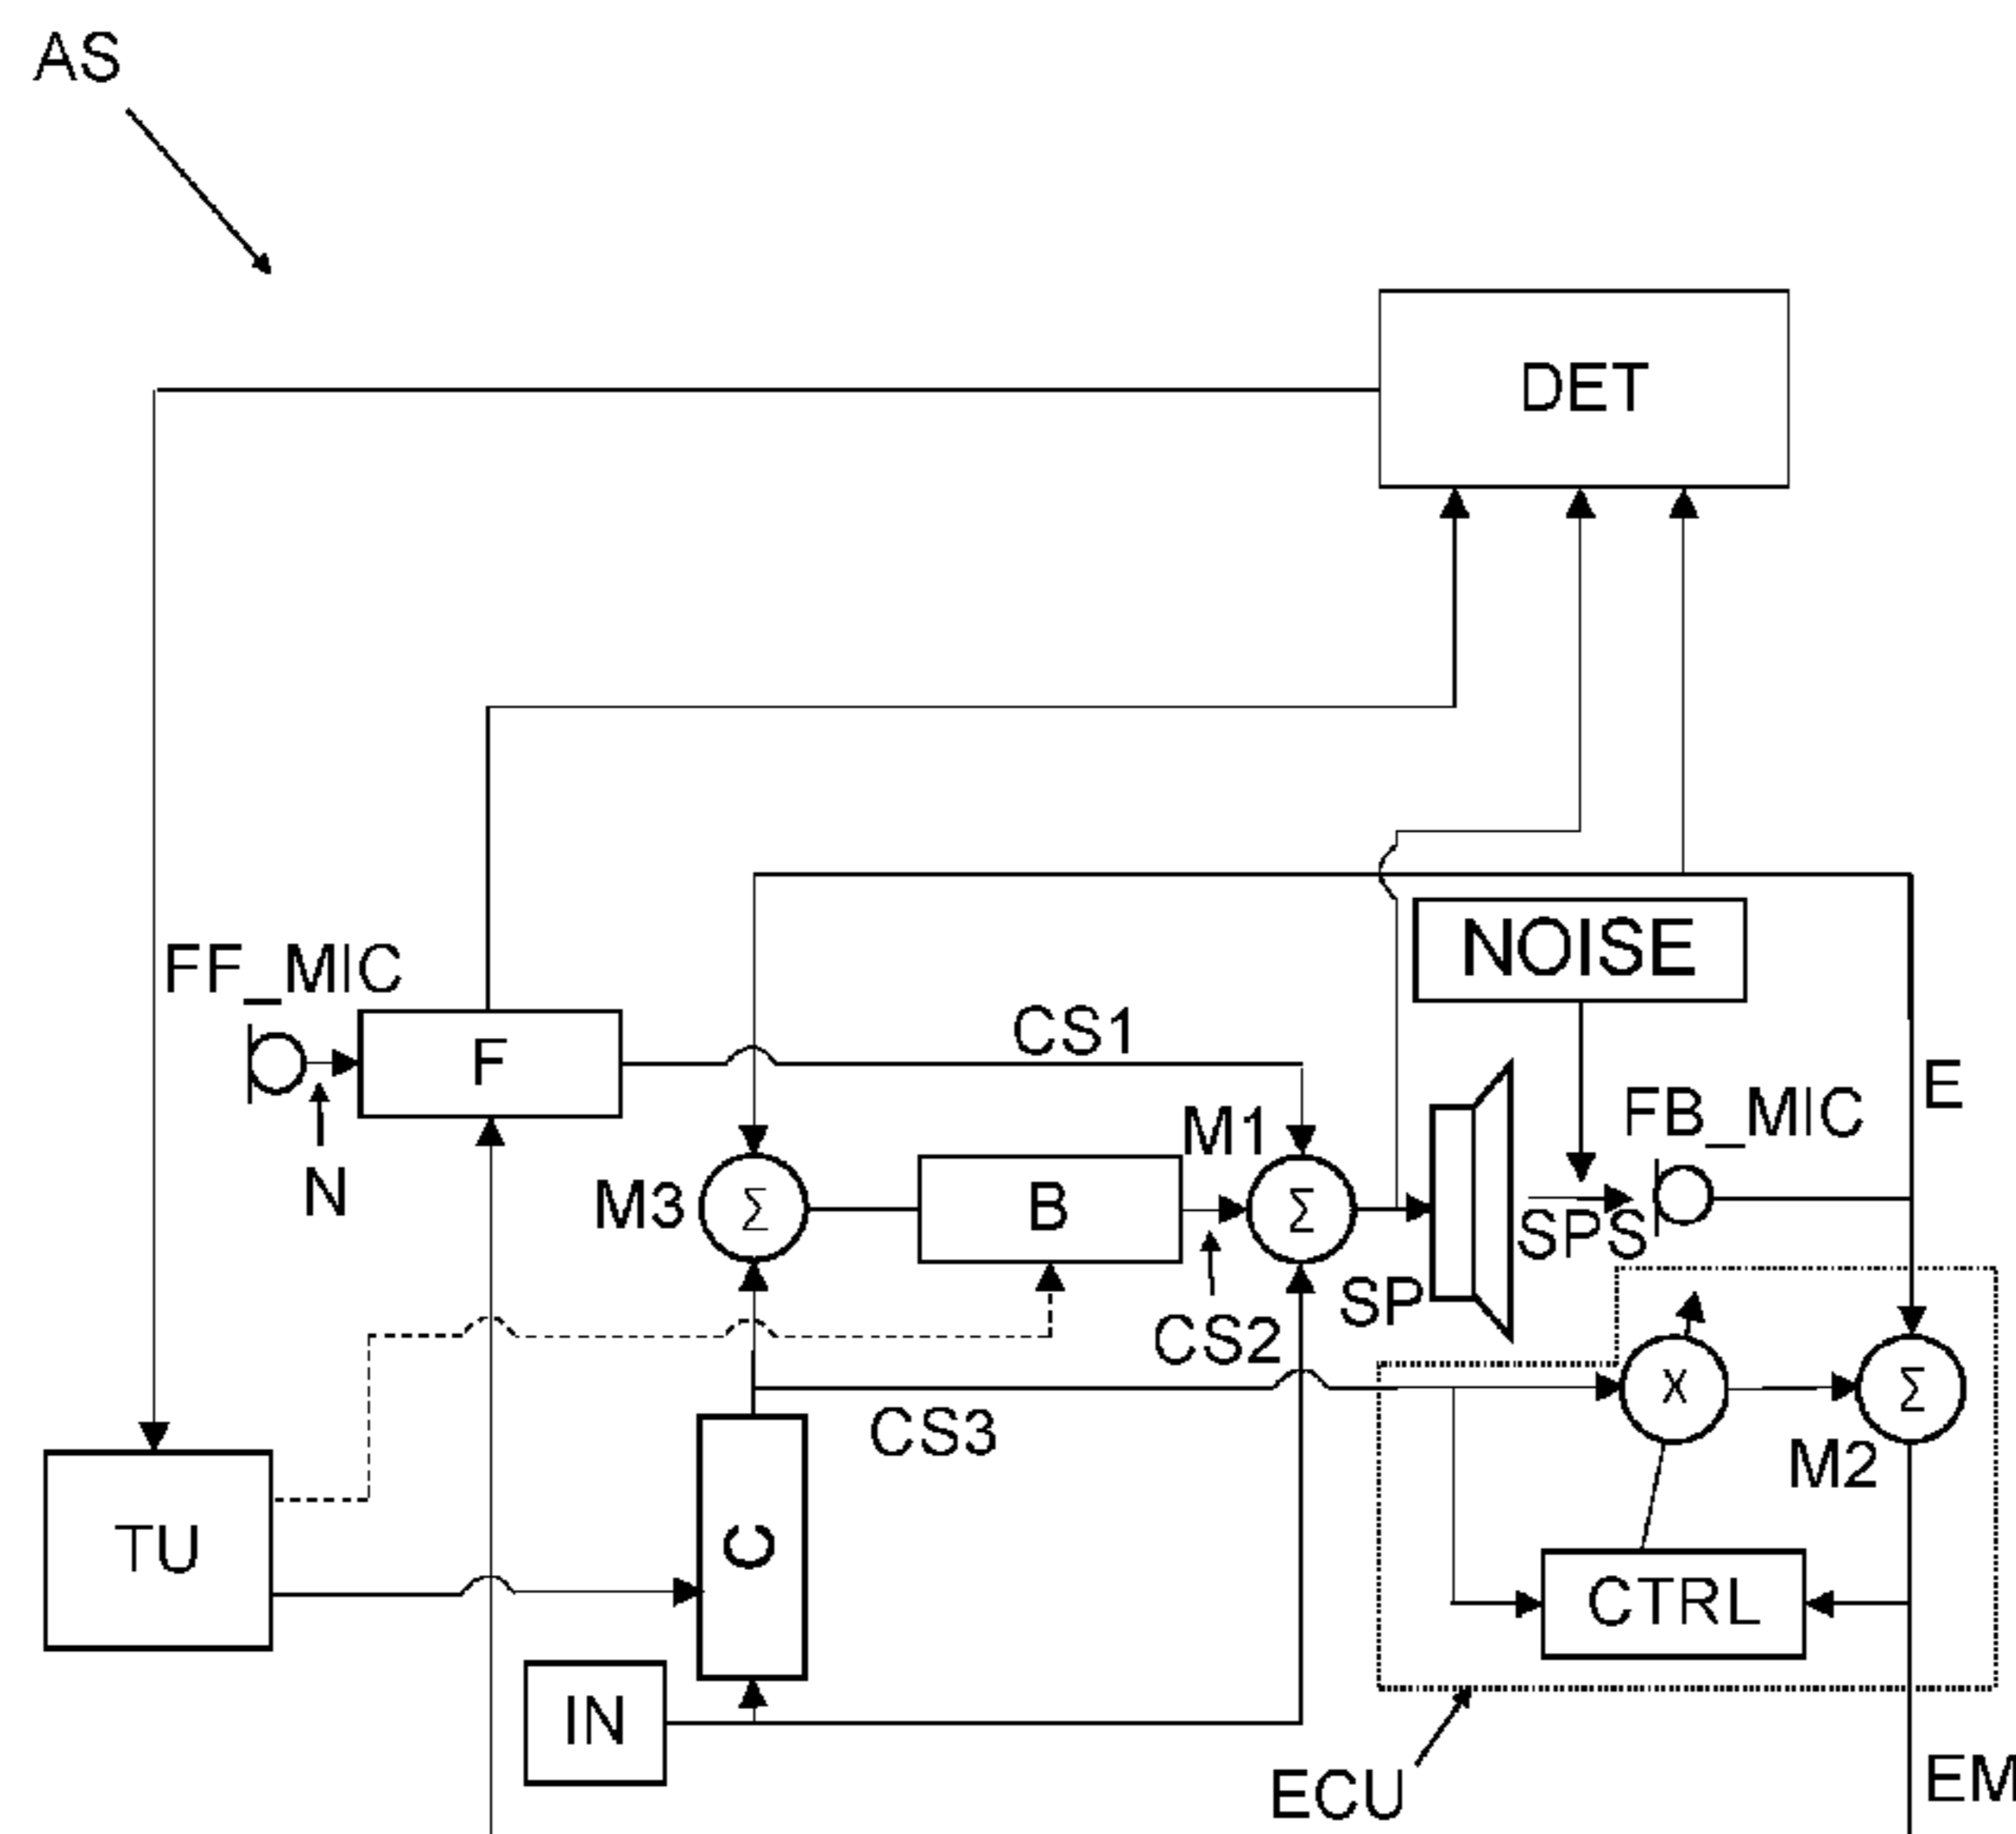 AS
DET
NOISE
FF_MIC
F
CS1
E
FB_MIC
M1
N
M3
Σ
B
Σ
SPS
SP
CS2
X
Σ
CS3
M2
TU
C
CTRL
IN
ECU
EM